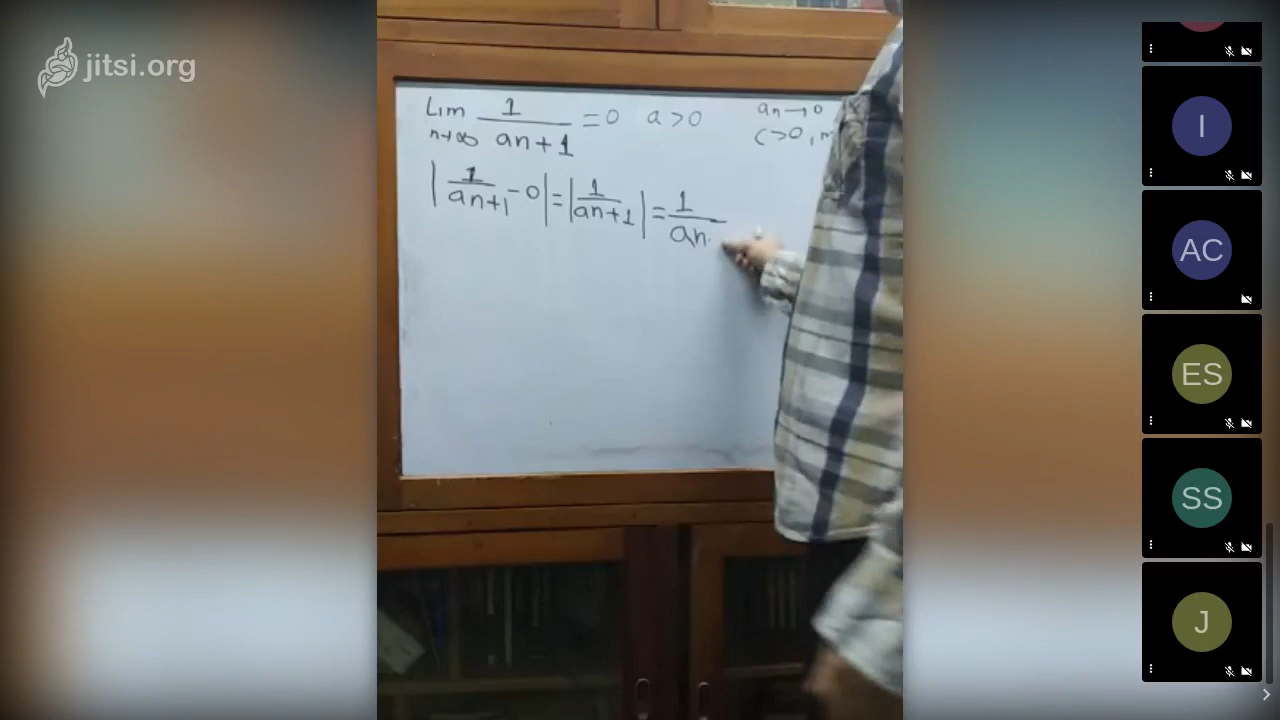 jitsi.org
Lim 1/(an+1) = 0 a > 0
n→∞
an → 0
C > 0, m
| 1/(an+1) - 0 | = | 1/(an+1) | = 1/an
I
AC
ES
SS
J